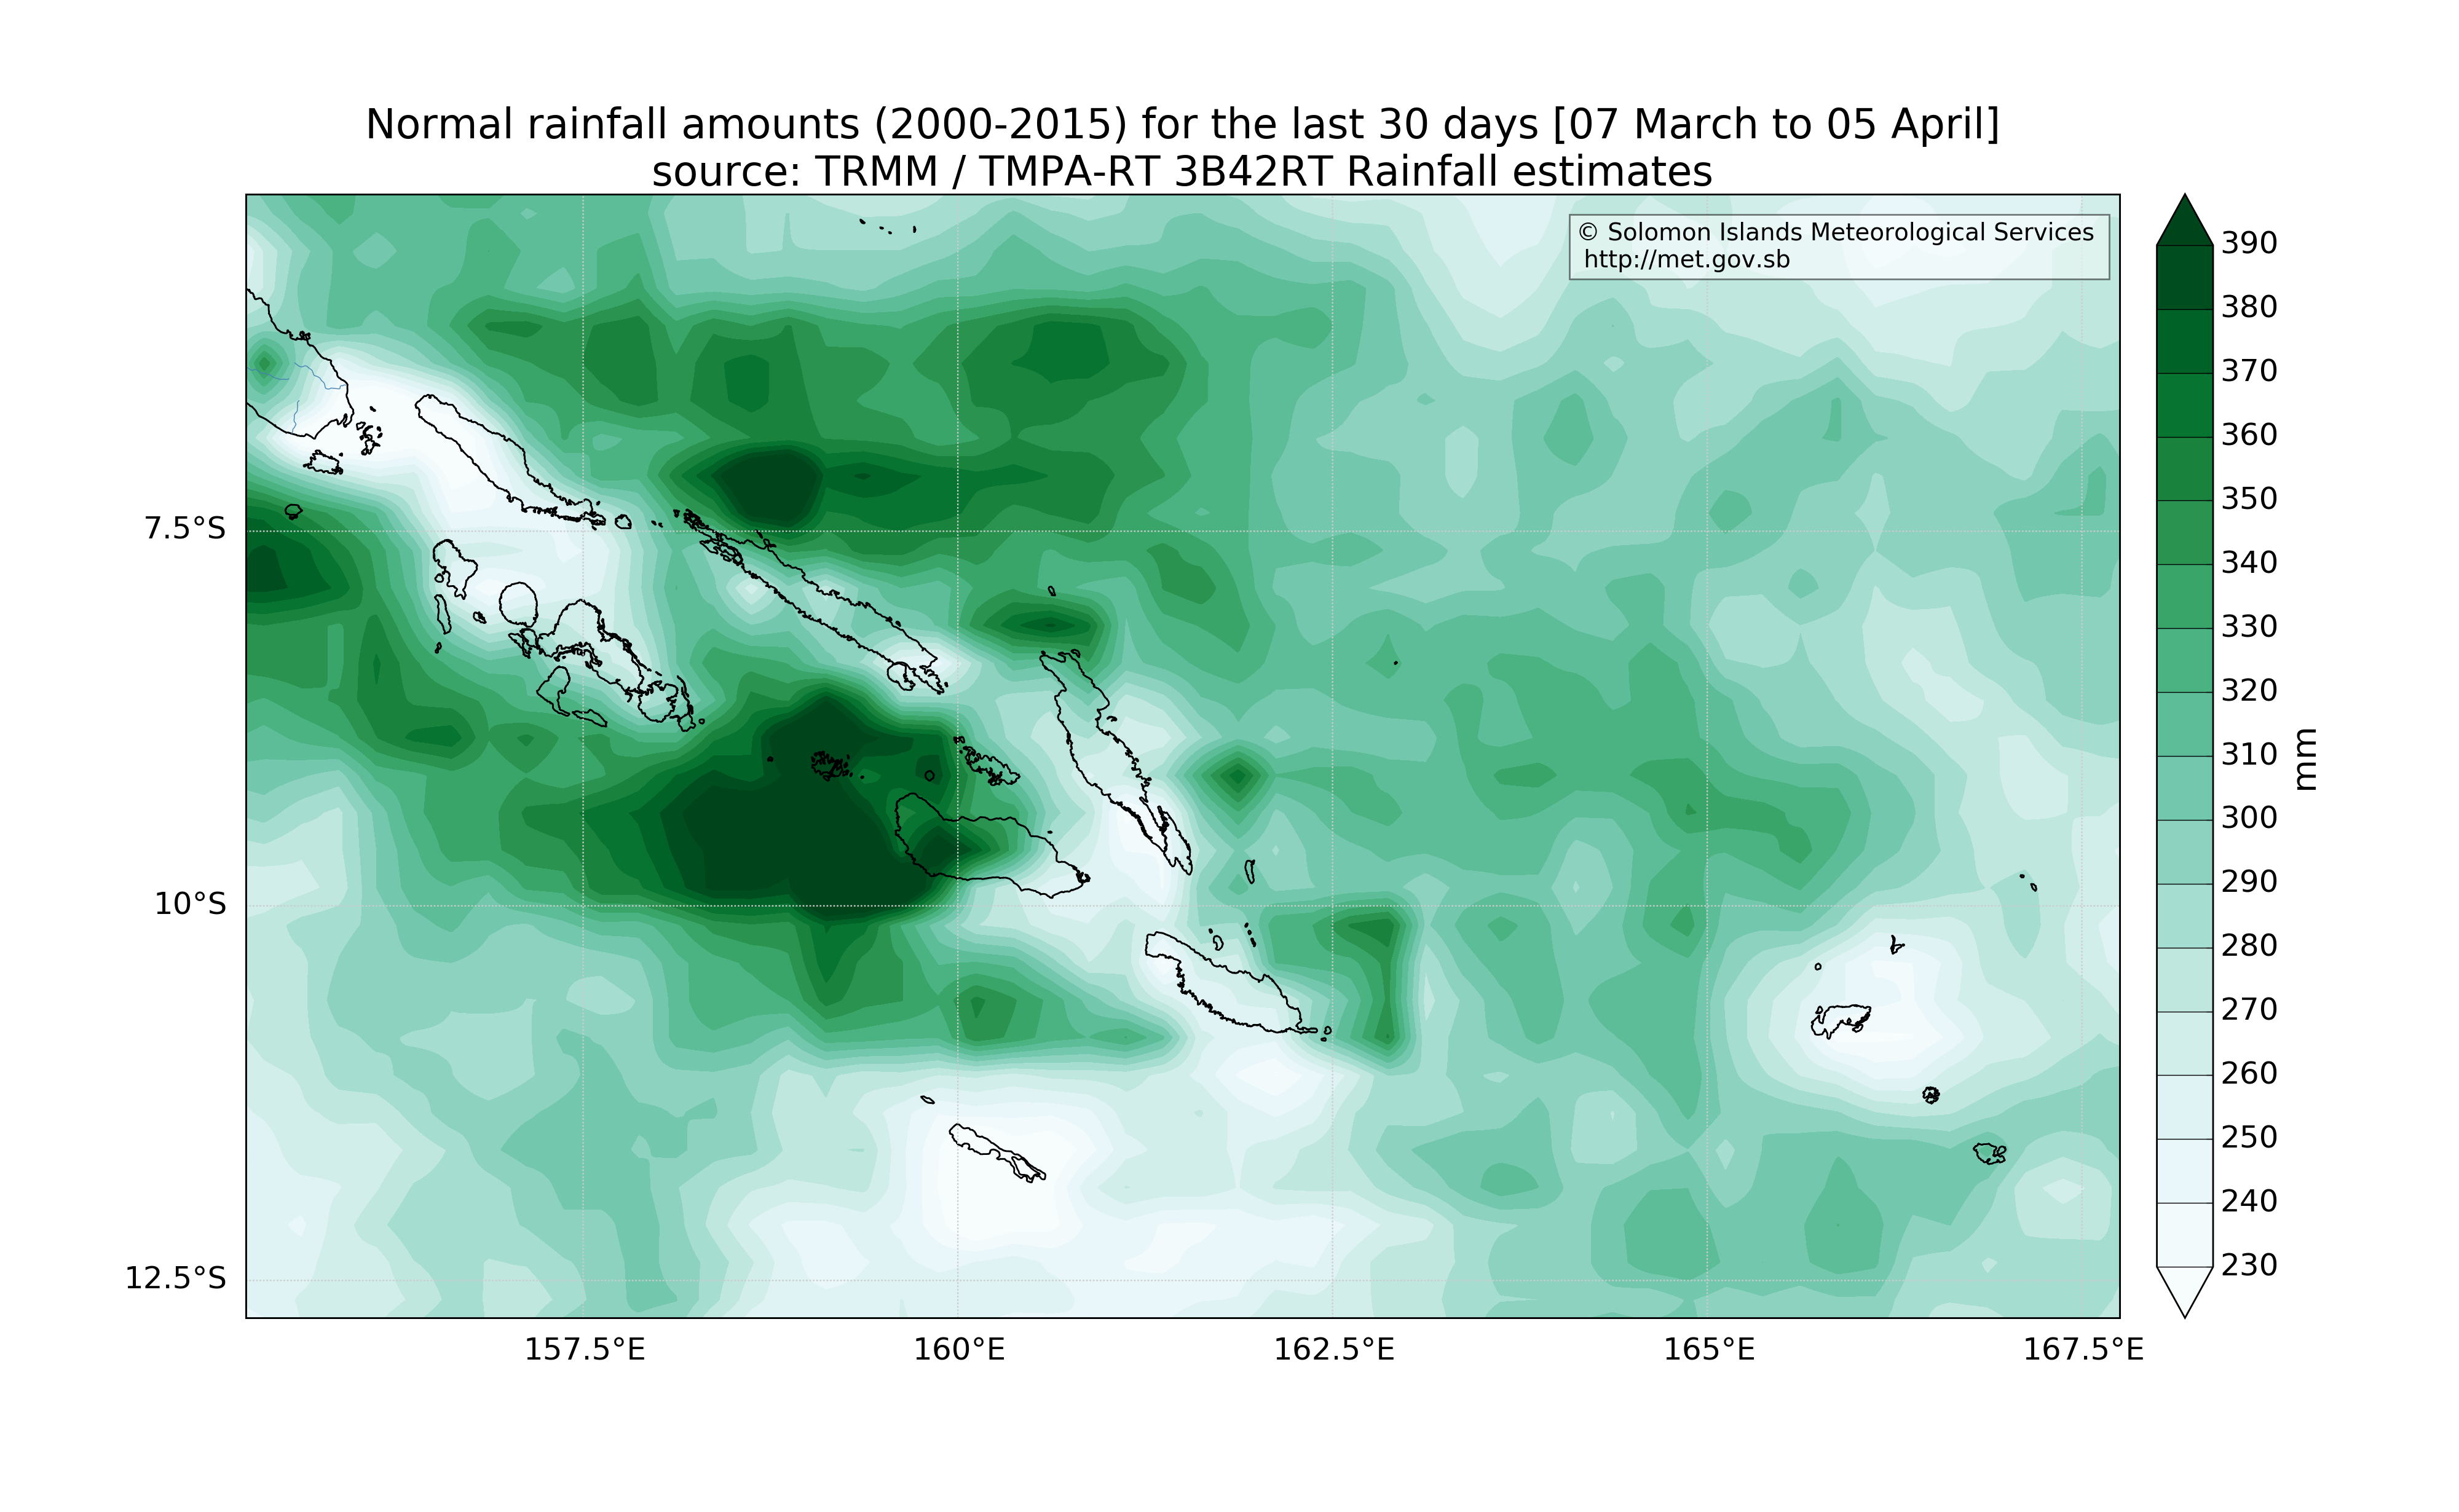 Normal rainfall amounts (2000-2015) for the last 30 days [07 March to 05 April]
source: TRMM / TMPA-RT 3B42RT Rainfall estimates
© Solomon Islands Meteorological Services
http://met.gov.sb
7.5°S
10°S
12.5°S
157.5°E
160°E
162.5°E
165°E
167.5°E
390
380
370
360
350
340
330
320
310
300
290
280
270
260
250
240
230
mm